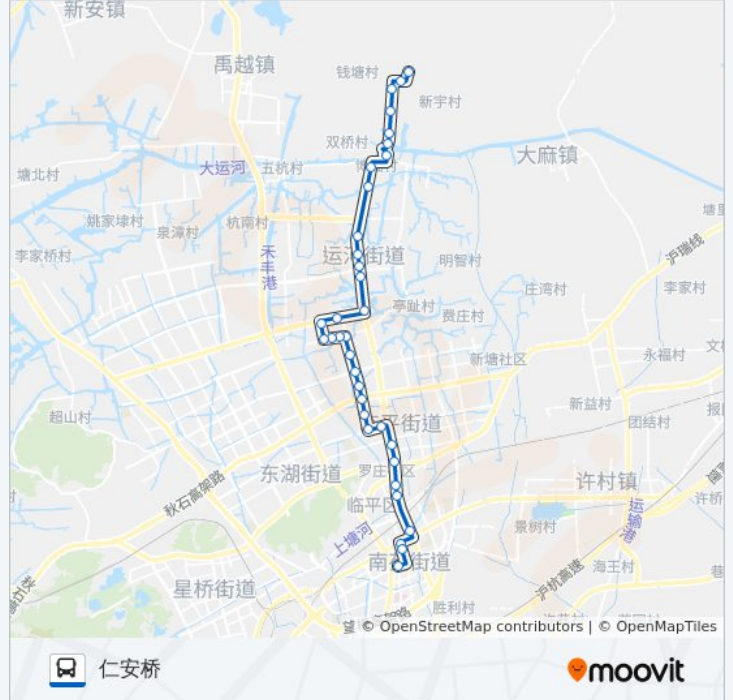 新安镇
禹越镇
钱塘村
新宇村
双桥村
大麻镇
大运河
五杭村
塘北村
姚家埭村
杭南村
泉漳村
沪瑞线
李家桥村
禾丰港
运河街道
明智村
庄湾村
李家村
亭趾村
费庄村
新塘社区
永福村
新益村
超山村
团结村
平街道
东湖街道
许村镇
秋石高架路
临平区
许桥
运输港
景树村
上塘河
南苑街道
海王村
沪杭高速
星桥街道
胜利村
© OpenStreetMap contributors | © OpenMapTiles
仁安桥
moovit